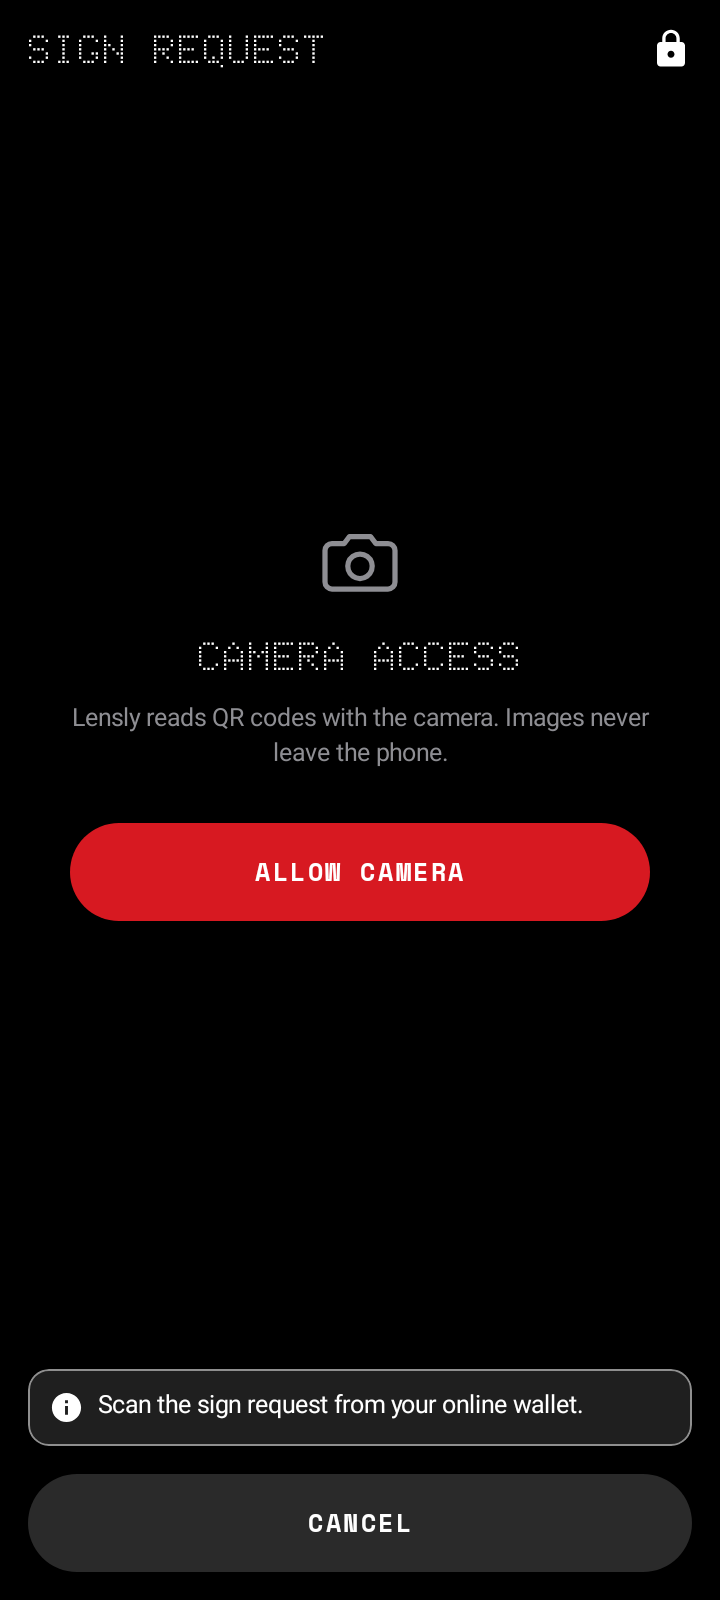 SIGN REQUEST
CAMERA ACCESS
Lensly reads QR codes with the camera. Images never
leave the phone.
ALLOW CAMERA
Scan the sign request from your online wallet.
CANCEL